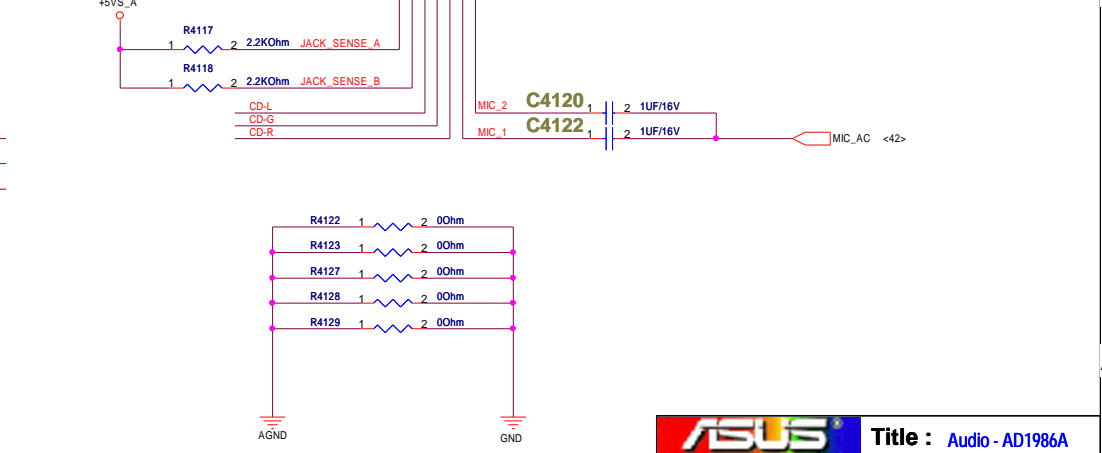 +5VS_A
R4117
1 2 2.2KOhm JACK_SENSE_A
R4118
1 2 2.2KOhm JACK_SENSE_B
CD-L
CD-G
CD-R
MIC_2 C4120 1 2 1UF/16V
MIC_1 C4122 1 2 1UF/16V
MIC_AC <42>
R4122 1 2 0Ohm
R4123 1 2 0Ohm
R4127 1 2 0Ohm
R4128 1 2 0Ohm
R4129 1 2 0Ohm
AGND
GND
ASUS® Title : Audio - AD1986A